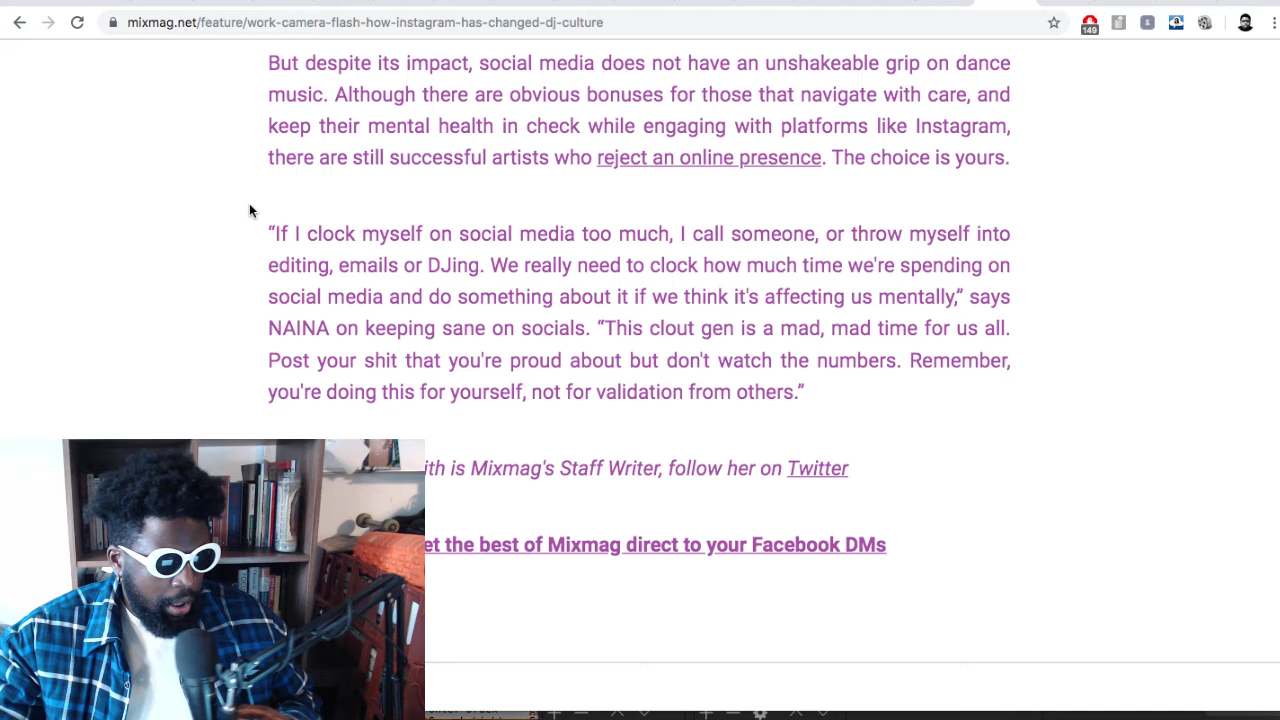 mixmag.net/feature/work-camera-flash-how-instagram-has-changed-dj-culture
149
But despite its impact, social media does not have an unshakeable grip on dance
music. Although there are obvious bonuses for those that navigate with care, and
keep their mental health in check while engaging with platforms like Instagram,
there are still successful artists who reject an online presence. The choice is yours.
“If I clock myself on social media too much, I call someone, or throw myself into
editing, emails or DJing. We really need to clock how much time we're spending on
social media and do something about it if we think it's affecting us mentally,” says
NAINA on keeping sane on socials. “This clout gen is a mad, mad time for us all.
Post your shit that you're proud about but don't watch the numbers. Remember,
you're doing this for yourself, not for validation from others.”
ith is Mixmag's Staff Writer, follow her on Twitter
et the best of Mixmag direct to your Facebook DMs